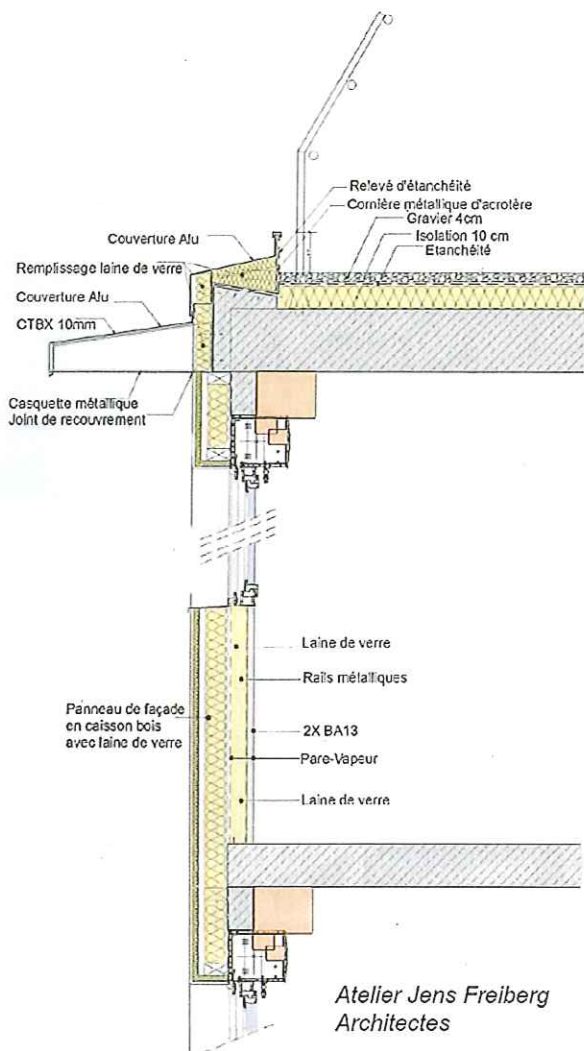 Relevé d'étanchéité
Cornière métallique d'acrotère
Gravier 4cm
Isolation 10 cm
Etanchéité
Couverture Alu
Remplissage laine de verre
Couverture Alu
CTBX 10mm
Casquette métallique
Joint de recouvrement
Laine de verre
Rails métalliques
Panneau de façade
en caisson bois
avec laine de verre
2X BA13
Pare-Vapeur
Laine de verre
Atelier Jens Freiberg
Architectes